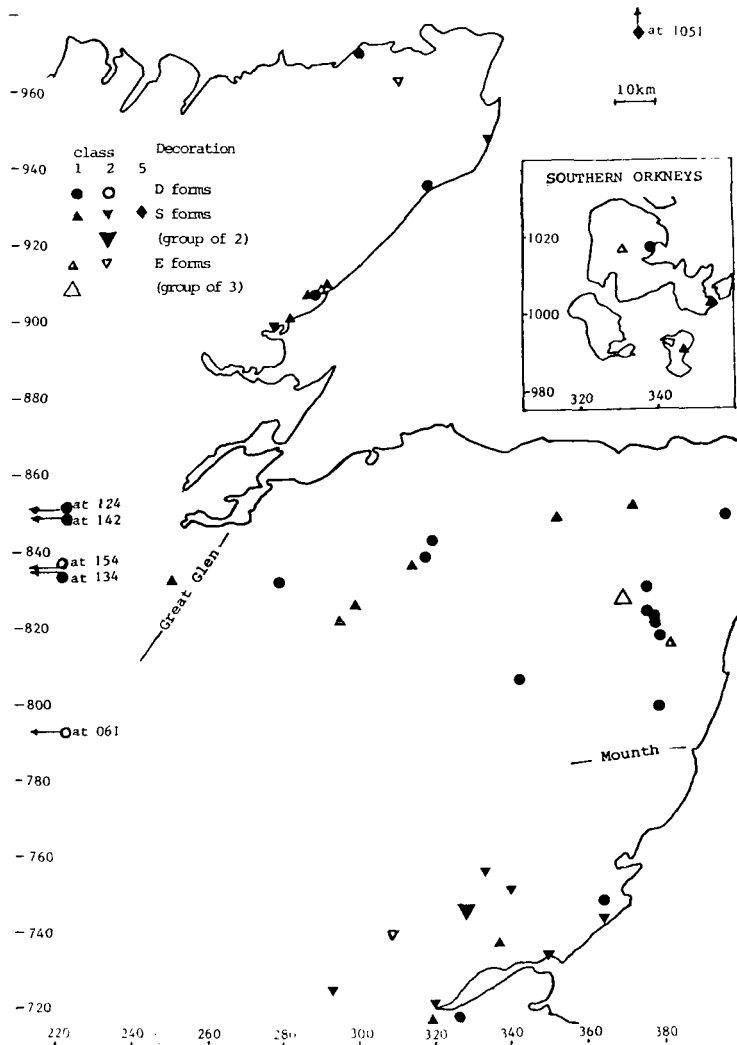 at 1051
-960
10km
class Decoration
1 2 5
-940
D forms
S forms
(group of 2)
E forms
(group of 3)
SOUTHERN ORKNEYS
-1020
-1000
-980
320 340
-920
-900
-880
-860
at 124
at 142
-840
at 154
at 134
Great Glen
-820
-800
at 061
Mounth
-780
-760
-740
-720
220 240 260 280 300 320 340 360 380